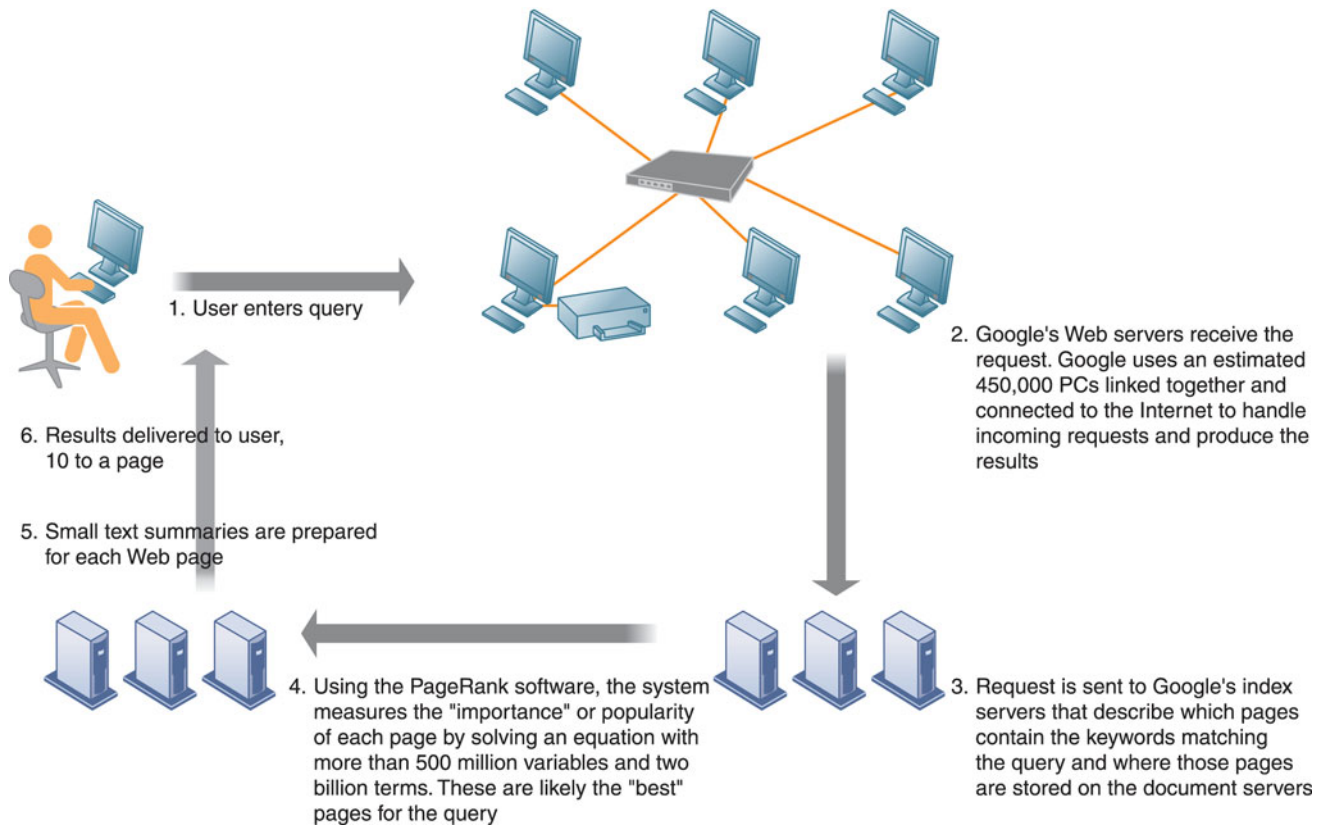 1. User enters query
2. Google's Web servers receive the
request. Google uses an estimated
450,000 PCs linked together and
connected to the Internet to handle
incoming requests and produce the
results
3. Request is sent to Google's index
servers that describe which pages
contain the keywords matching
the query and where those pages
are stored on the document servers
4. Using the PageRank software, the system
measures the "importance" or popularity
of each page by solving an equation with
more than 500 million variables and two
billion terms. These are likely the "best"
pages for the query
5. Small text summaries are prepared
for each Web page
6. Results delivered to user,
10 to a page